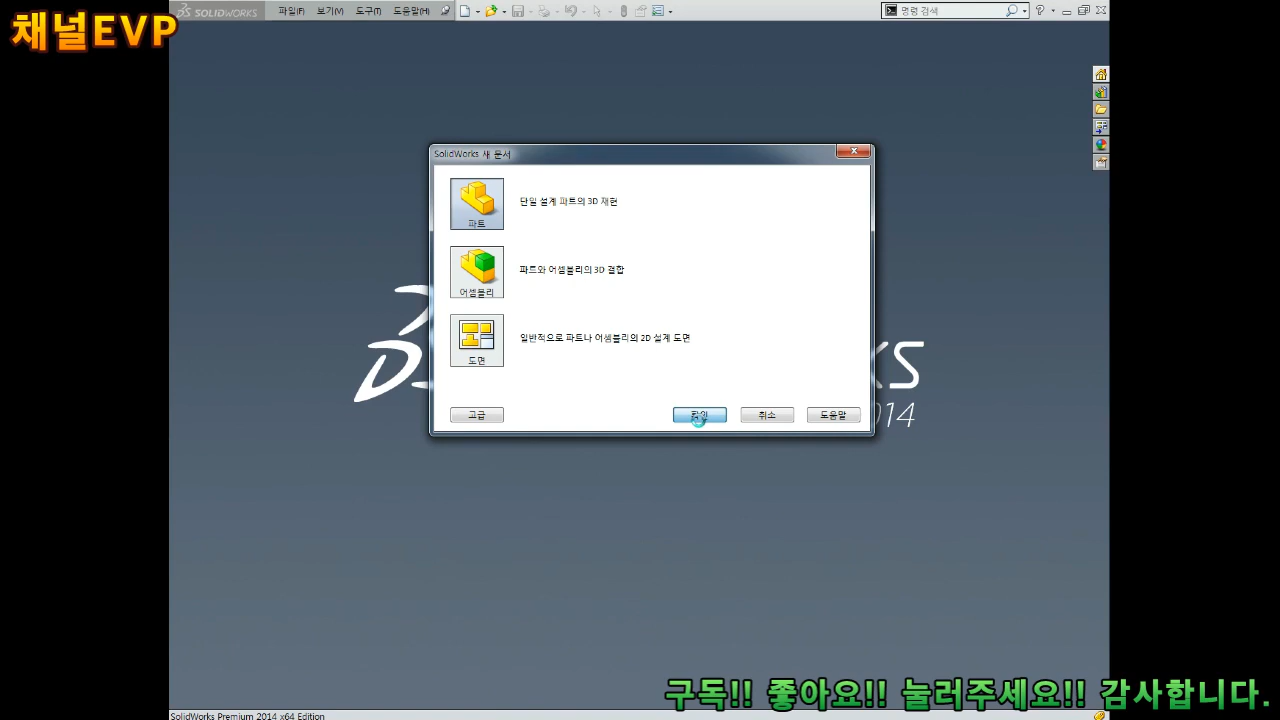 채널EVP
SOLIDWORKS 파일(F) 보기(V) 도구(T) 도움말(H) 명령 검색
SolidWorks 새 문서
파트 단일 설계 파트의 3D 재현
어셈블리 파트와 어셈블리의 3D 결합
도면 일반적으로 파트나 어셈블리의 2D 설계 도면
고급 확인 취소 도움말
구독!! 좋아요!! 눌러주세요!! 감사합니다.
SolidWorks Premium 2014 x64 Edition